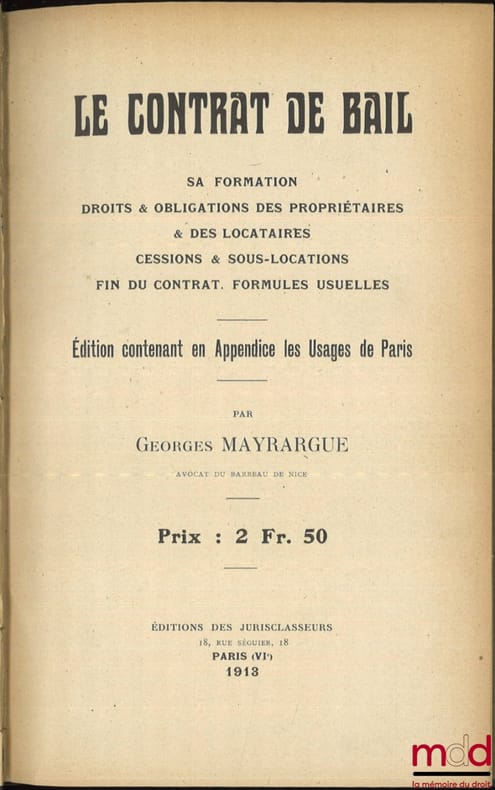 LE CONTRAT DE BAIL
SA FORMATION
DROITS & OBLIGATIONS DES PROPRIÉTAIRES
& DES LOCATAIRES
CESSIONS & SOUS-LOCATIONS
FIN DU CONTRAT. FORMULES USUELLES
Édition contenant en Appendice les Usages de Paris
PAR
GEORGES MAYRARGUE
AVOCAT DU BARREAU DE NICE
Prix : 2 Fr. 50
ÉDITIONS DES JURISCLASSEURS
18, RUE SÉGUIER, 18
PARIS (VIᵉ)
1913
mdd
la mémoire du droit